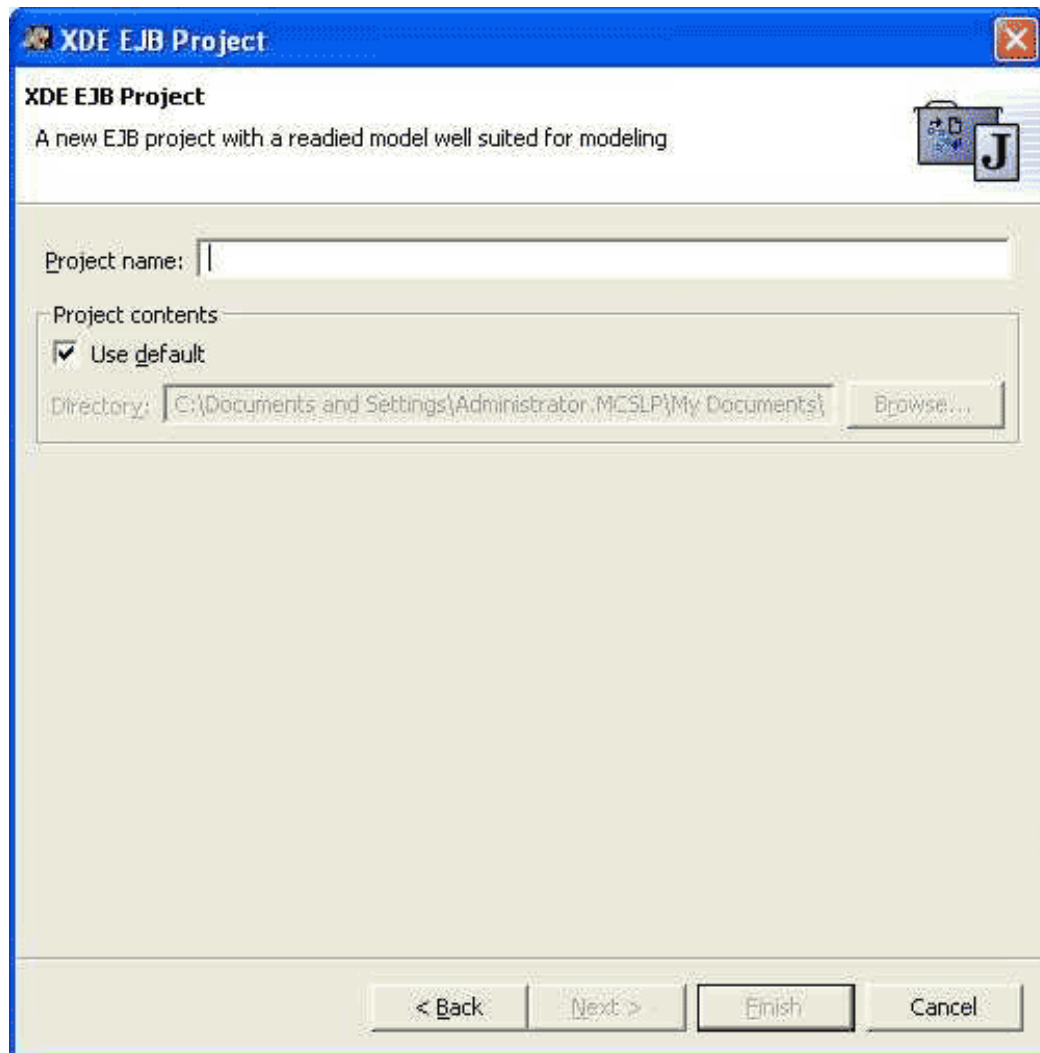 XDE EJB Project
XDE EJB Project
A new EJB project with a readied model well suited for modeling
J
Project name:
Project contents
Use default
Directory: C:\Documents and Settings\Administrator.MCSLP\My Documents\ Browse...
< Back Next > Finish Cancel